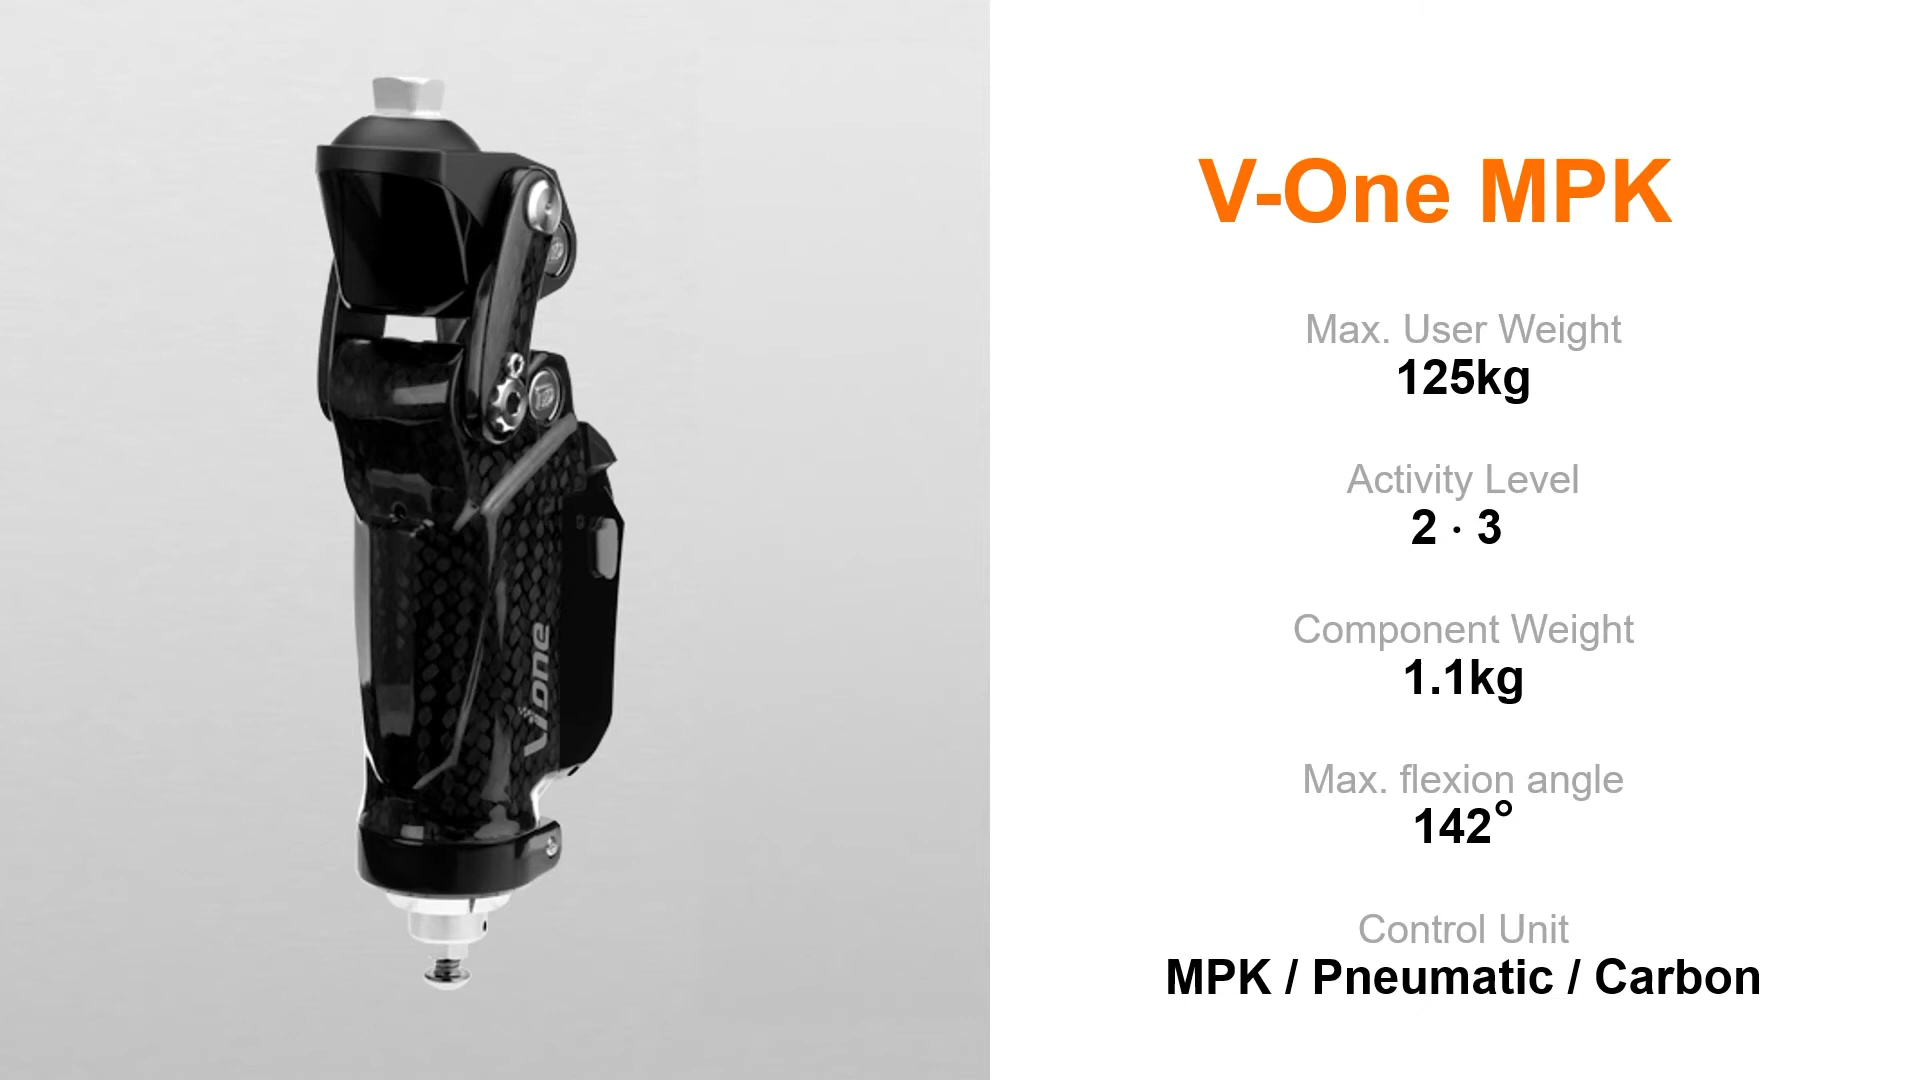 V-One MPK
Max. User Weight
125kg
Activity Level
2 · 3
Component Weight
1.1kg
Max. flexion angle
142°
Control Unit
MPK / Pneumatic / Carbon
Vione